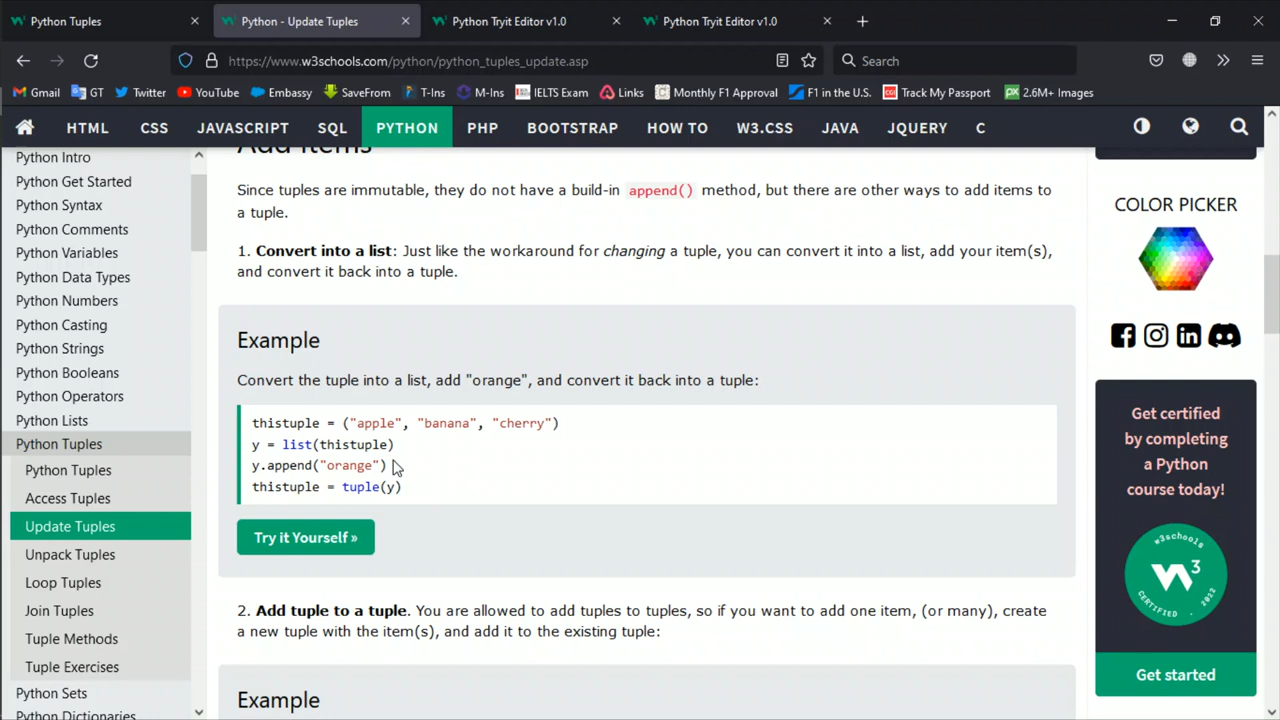 Python Tuples
Python - Update Tuples
Python Tryit Editor v1.0
Python Tryit Editor v1.0
https://www.w3schools.com/python/python_tuples_update.asp
Search
Gmail
GT
Twitter
YouTube
Embassy
SaveFrom
T-Ins
M-Ins
IELTS Exam
Links
Monthly F1 Approval
F1 in the U.S.
Track My Passport
2.6M+ Images
HTML
CSS
JAVASCRIPT
SQL
PYTHON
PHP
BOOTSTRAP
HOW TO
W3.CSS
JAVA
JQUERY
C
Python Intro
Python Get Started
Python Syntax
Python Comments
Python Variables
Python Data Types
Python Numbers
Python Casting
Python Strings
Python Booleans
Python Operators
Python Lists
Python Tuples
Python Tuples
Access Tuples
Update Tuples
Unpack Tuples
Loop Tuples
Join Tuples
Tuple Methods
Tuple Exercises
Python Sets
Python Dictionaries
Add Items
Since tuples are immutable, they do not have a build-in append() method, but there are other ways to add items to
a tuple.
1. Convert into a list: Just like the workaround for changing a tuple, you can convert it into a list, add your item(s),
and convert it back into a tuple.
Example
Convert the tuple into a list, add "orange", and convert it back into a tuple:
thistuple = ("apple", "banana", "cherry")
y = list(thistuple)
y.append("orange")
thistuple = tuple(y)
Try it Yourself »
2. Add tuple to a tuple. You are allowed to add tuples to tuples, so if you want to add one item, (or many), create
a new tuple with the item(s), and add it to the existing tuple:
Example
COLOR PICKER
Get certified
by completing
a Python
course today!
w3schools
W3
CERTIFIED . 2022
Get started